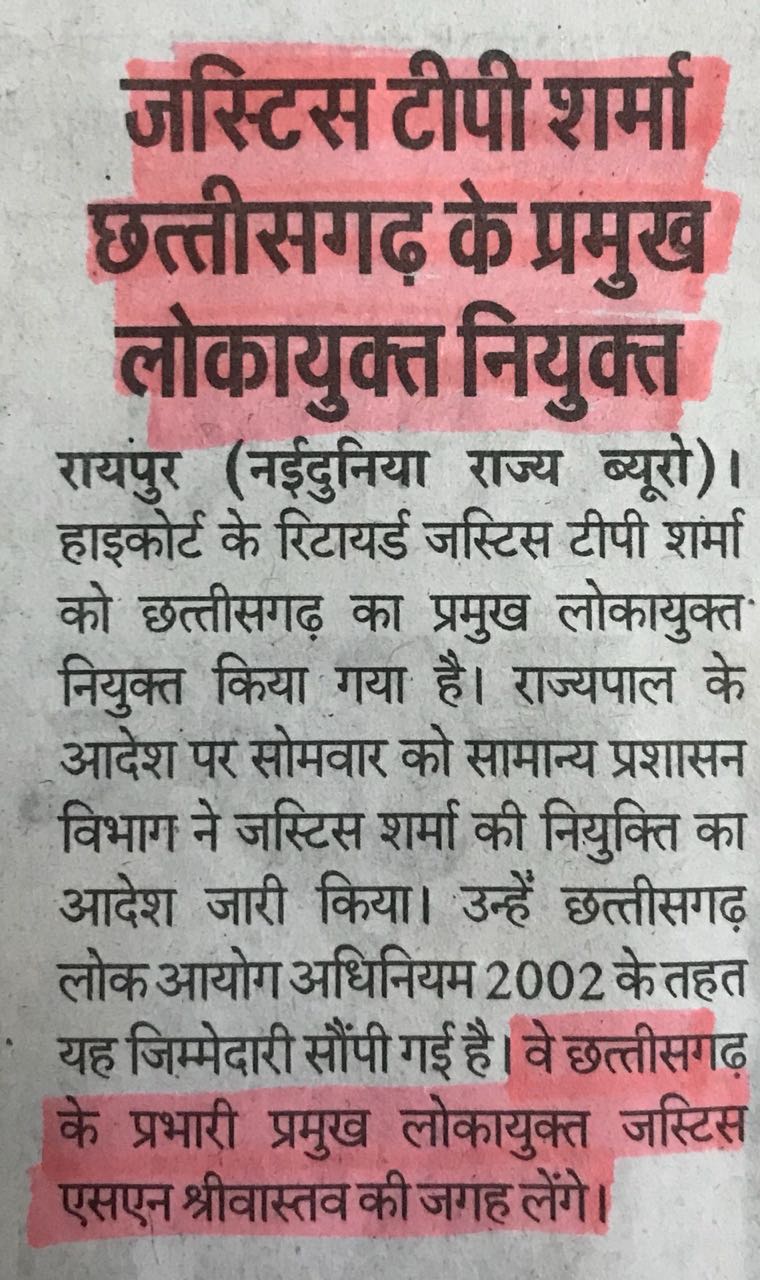 जस्टिस टीपी शर्मा
छत्तीसगढ़ के प्रमुख
लोकायुक्त नियुक्त
रायपुर (नईदुनिया राज्य ब्यूरो)।
हाइकोर्ट के रिटायर्ड जस्टिस टीपी शर्मा
को छत्तीसगढ़ का प्रमुख लोकायुक्त
नियुक्त किया गया है। राज्यपाल के
आदेश पर सोमवार को सामान्य प्रशासन
विभाग ने जस्टिस शर्मा की नियुक्ति का
आदेश जारी किया। उन्हें छत्तीसगढ़
लोक आयोग अधिनियम 2002 के तहत
यह जिम्मेदारी सौंपी गई है। वे छत्तीसगढ़
के प्रभारी प्रमुख लोकायुक्त जस्टिस
एसएन श्रीवास्तव की जगह लेंगे।